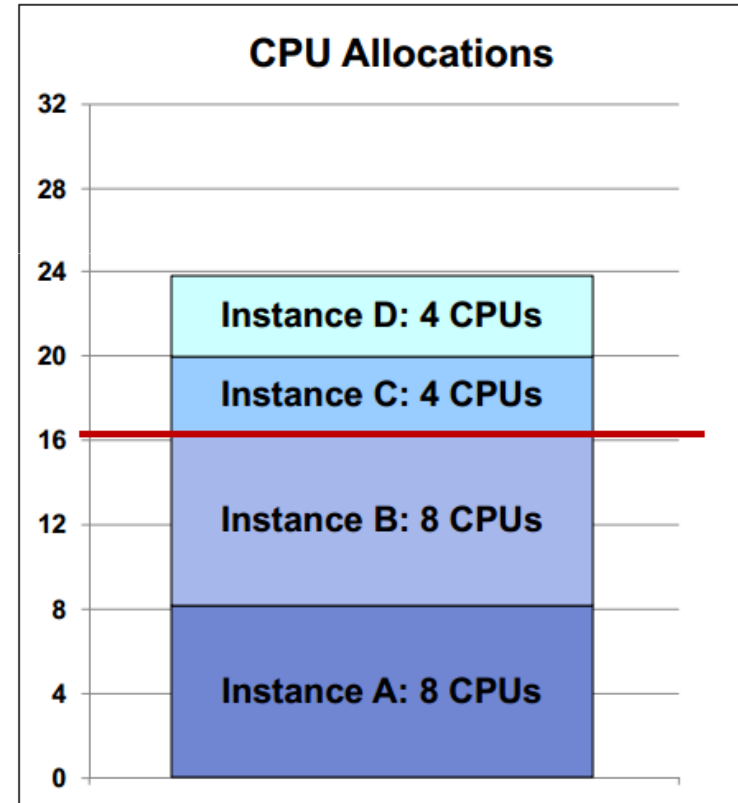 CPU Allocations
32
28
24
Instance D: 4 CPUs
20
Instance C: 4 CPUs
16
12
Instance B: 8 CPUs
8
4
Instance A: 8 CPUs
0